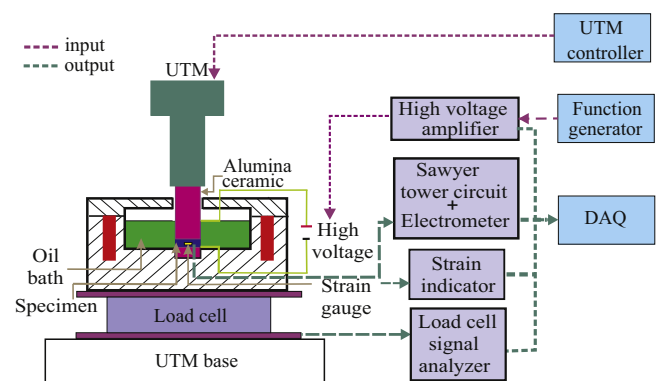 input
output
UTM
UTM
controller
High voltage
amplifier
Function
generator
Alumina
ceramic
Sawyer
tower circuit
+
Electrometer
DAQ
High
voltage
Oil
bath
Specimen
Strain
gauge
Strain
indicator
Load cell
Load cell
signal
analyzer
UTM base